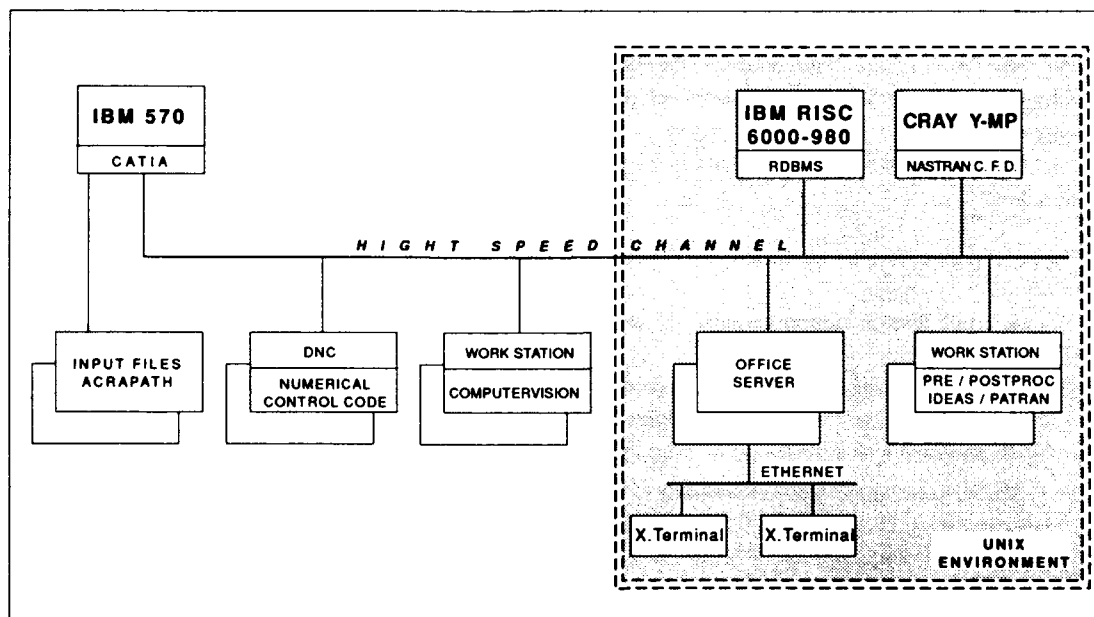 IBM 570
CATIA
IBM RISC
6000-980
RDBMS
CRAY Y-MP
NASTRAN C. F. D.
HIGHT SPEED CHANNEL
INPUT FILES
ACRAPATH
DNC
NUMERICAL
CONTROL CODE
WORK STATION
COMPUTERVISION
OFFICE
SERVER
WORK STATION
PRE / POSTPROC
IDEAS / PATRAN
ETHERNET
X.Terminal
X.Terminal
UNIX
ENVIRONMENT